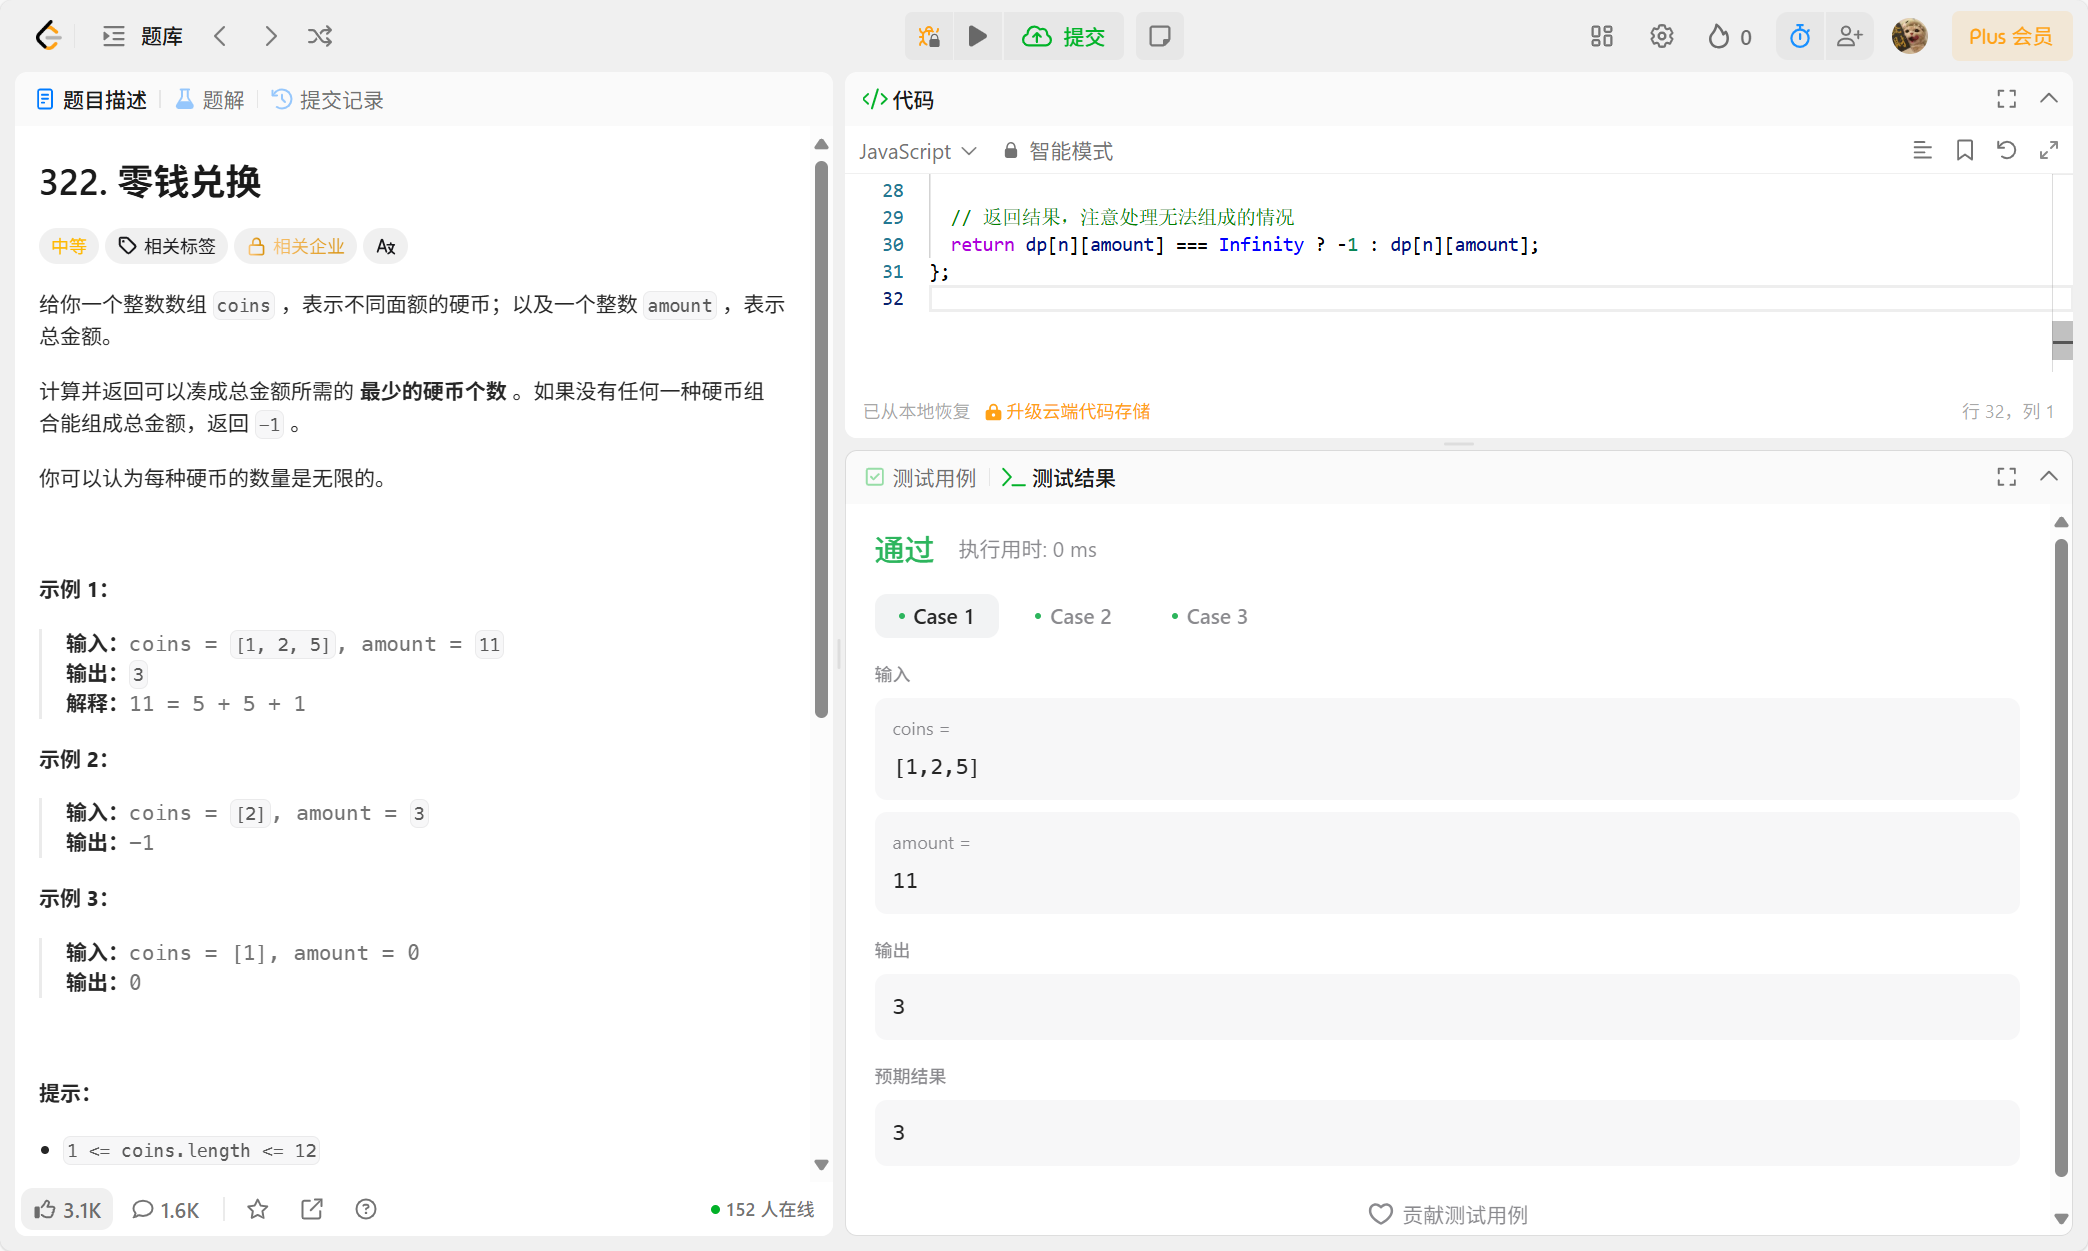 题库
提交
0
Plus 会员
题目描述
题解
提交记录
322. 零钱兑换
中等
相关标签
相关企业
给你一个整数数组 coins ，表示不同面额的硬币；以及一个整数 amount ，表示
总金额。
计算并返回可以凑成总金额所需的 最少的硬币个数 。如果没有任何一种硬币组
合能组成总金额，返回 -1 。
你可以认为每种硬币的数量是无限的。
示例 1：
输入：coins = [1, 2, 5], amount = 11
输出：3
解释：11 = 5 + 5 + 1
示例 2：
输入：coins = [2], amount = 3
输出：-1
示例 3：
输入：coins = [1], amount = 0
输出：0
提示：
1 <= coins.length <= 12
3.1K
1.6K
152 人在线
</> 代码
JavaScript
智能模式
28
29 // 返回结果，注意处理无法组成的情况
30 return dp[n][amount] === Infinity ? -1 : dp[n][amount];
31 };
32
已从本地恢复
升级云端代码存储
行 32，列 1
测试用例
测试结果
通过
执行用时: 0 ms
Case 1
Case 2
Case 3
输入
coins =
[1,2,5]
amount =
11
输出
3
预期结果
3
贡献测试用例